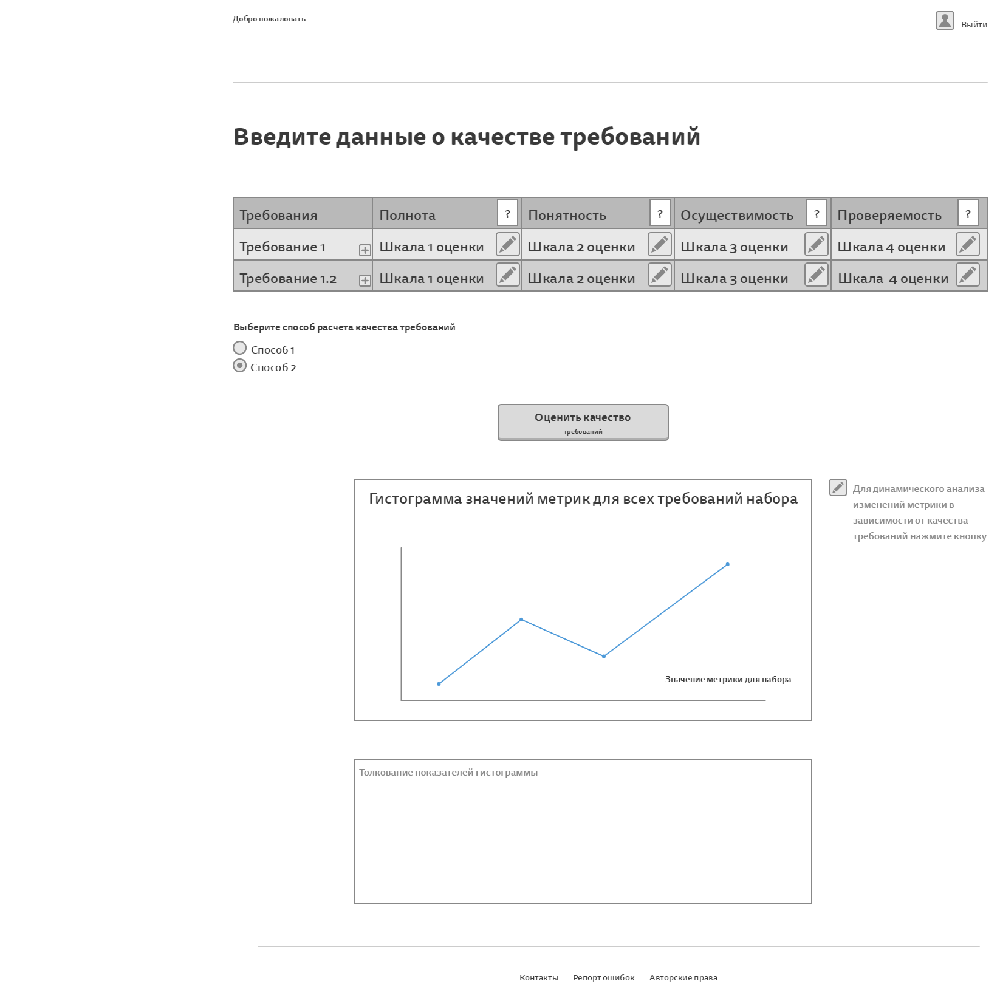 Добро пожаловать
Выйти
Введите данные о качестве требований
Требования Полнота ? Понятность ? Осуществимость ? Проверяемость ?
Требование 1 Шкала 1 оценки Шкала 2 оценки Шкала 3 оценки Шкала 4 оценки
Требование 1.2 Шкала 1 оценки Шкала 2 оценки Шкала 3 оценки Шкала 4 оценки
Выберите способ расчета качества требований
Способ 1
Способ 2
Оценить качество
требований
Гистограмма значений метрик для всех требований набора
Значение метрики для набора
Для динамического анализа
изменений метрики в
зависимости от качества
требований нажмите кнопку
Толкование показателей гистограммы
Контакты Репорт ошибок Авторские права